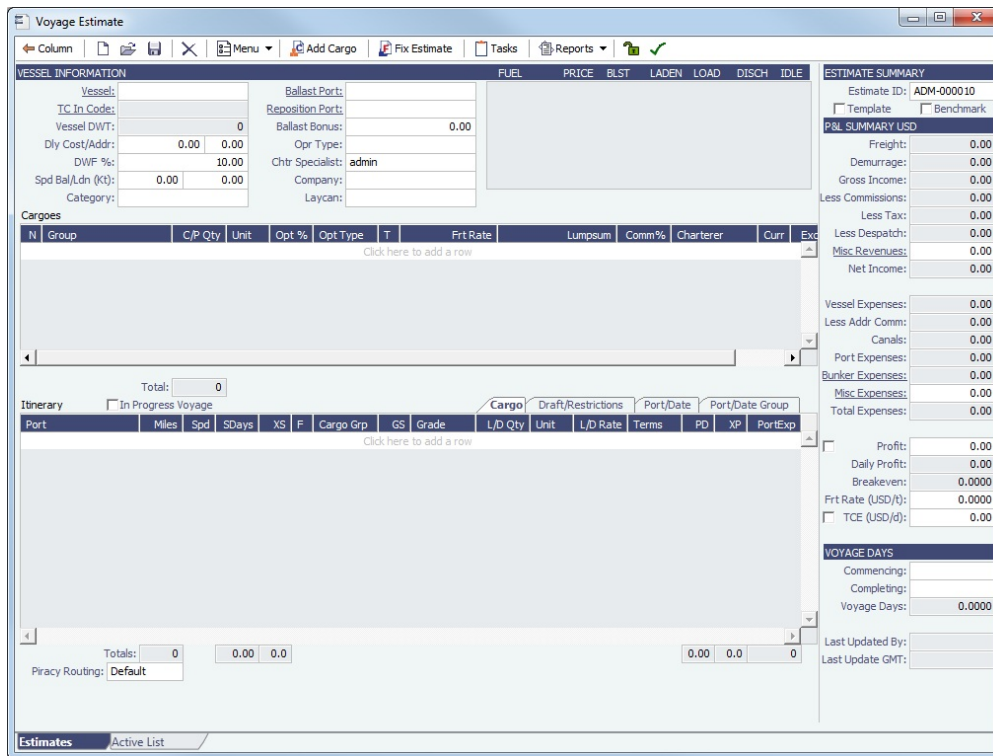 Voyage Estimate
Column Menu Add Cargo Fix Estimate Tasks Reports
VESSEL INFORMATION FUEL PRICE BLST LADEN LOAD DISCH IDLE
Vessel: Ballast Port:
TC In Code: Reposition Port:
Vessel DWT: 0 Ballast Bonus: 0.00
Dly Cost/Addr: 0.00 0.00 Opr Type:
DWF %: 10.00 Chtr Specialist: admin
Spd Bal/Ldn (Kt): 0.00 0.00 Company:
Category: Laycan:
Cargoes
N Group C/P Qty Unit Opt % Opt Type T Frt Rate Lumpsum Comm% Charterer Curr Exc
Click here to add a row
Total: 0
Itinerary In Progress Voyage Cargo Draft/Restrictions Port/Date Port/Date Group
Port Miles Spd SDays XS F Cargo Grp GS Grade L/D Qty Unit L/D Rate Terms PD XP PortExp
Click here to add a row
Totals: 0 0.00 0.0 0.00 0.0 0
Piracy Routing: Default
Estimates Active List
ESTIMATE SUMMARY
Estimate ID: ADM-000010
Template Benchmark
P&L SUMMARY USD
Freight: 0.00
Demurrage: 0.00
Gross Income: 0.00
Less Commissions: 0.00
Less Tax: 0.00
Less Despatch: 0.00
Misc Revenues: 0.00
Net Income: 0.00
Vessel Expenses: 0.00
Less Addr Comm: 0.00
Canals: 0.00
Port Expenses: 0.00
Bunker Expenses: 0.00
Misc Expenses: 0.00
Total Expenses: 0.00
Profit: 0.00
Daily Profit: 0.00
Breakeven: 0.0000
Frt Rate (USD/t): 0.0000
TCE (USD/d): 0.00
VOYAGE DAYS
Commencing:
Completing:
Voyage Days: 0.0000
Last Updated By:
Last Update GMT: